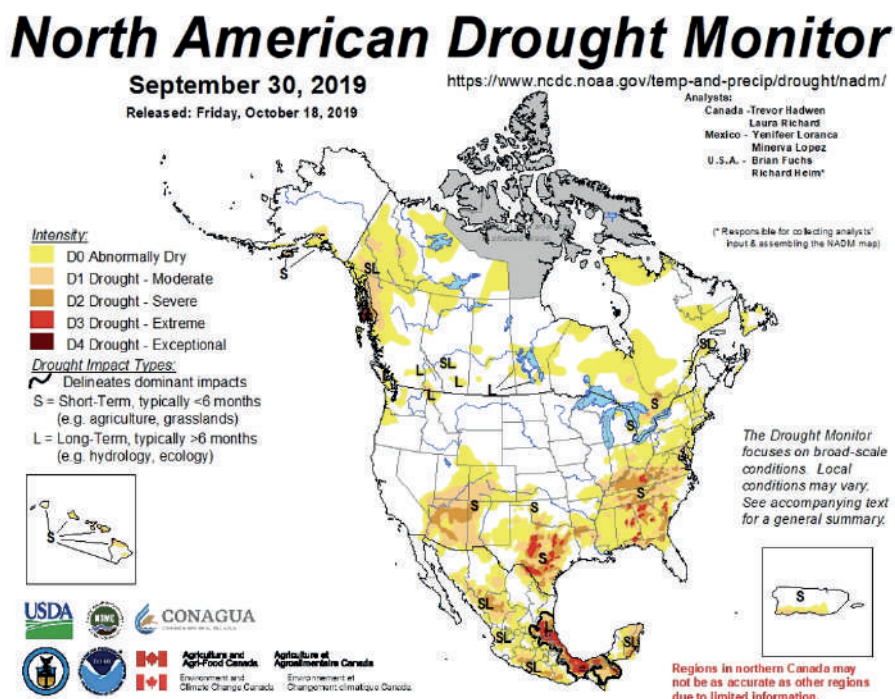 North American Drought Monitor
September 30, 2019
Released: Friday, October 18, 2019
https://www.ncdc.noaa.gov/temp-and-precip/drought/nadm/
Analysts:
Canada -Trevor Hadwen
Laura Richard
Mexico - Yenifeer Loranca
Minerva Lopez
U.S.A. - Brian Fuchs
Richard Heim*
(* Responsible for collecting analysts'
input & assembling the NADM map)
Intensity:
D0 Abnormally Dry
D1 Drought - Moderate
D2 Drought - Severe
D3 Drought - Extreme
D4 Drought - Exceptional
Drought Impact Types:
Delineates dominant impacts
S = Short-Term, typically <6 months
(e.g. agriculture, grasslands)
L = Long-Term, typically >6 months
(e.g. hydrology, ecology)
S
SL
L
SL
L
L
SL
S
S
S
S
S
S
S
SL
SL
SL
L
SL
S
S
The Drought Monitor
focuses on broad-scale
conditions. Local
conditions may vary.
See accompanying text
for a general summary.
USDA
CONAGUA
Agriculture and
Agri-Food Canada
Agriculture et
Agroalimentaire Canada
Environment and
Climate Change Canada
Environnement et
Changement climatique Canada
Regions in northern Canada may
not be as accurate as other regions
due to limited information.